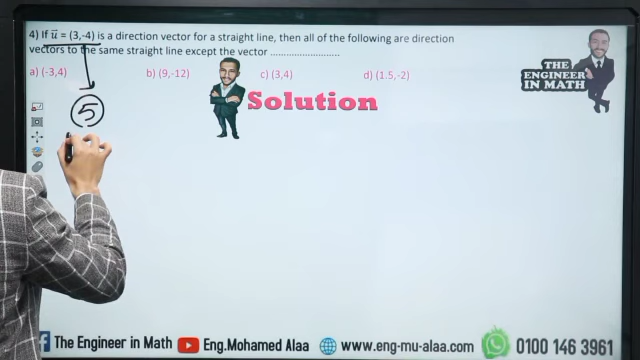 4) If u⃗ = (3,-4) is a direction vector for a straight line, then all of the following are direction
vectors to the same straight line except the vector ............................
a) (-3,4) b) (9,-12) c) (3,4) d) (1.5,-2)
THE
ENGINEER
IN MATH
Solution
5
The Engineer in Math Eng.Mohamed Alaa www.eng-mu-alaa.com 0100 146 3961